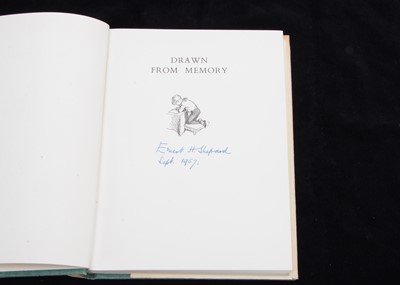 DRAWN
FROM MEMORY
Ernest H Shepard
Sept. 1957.